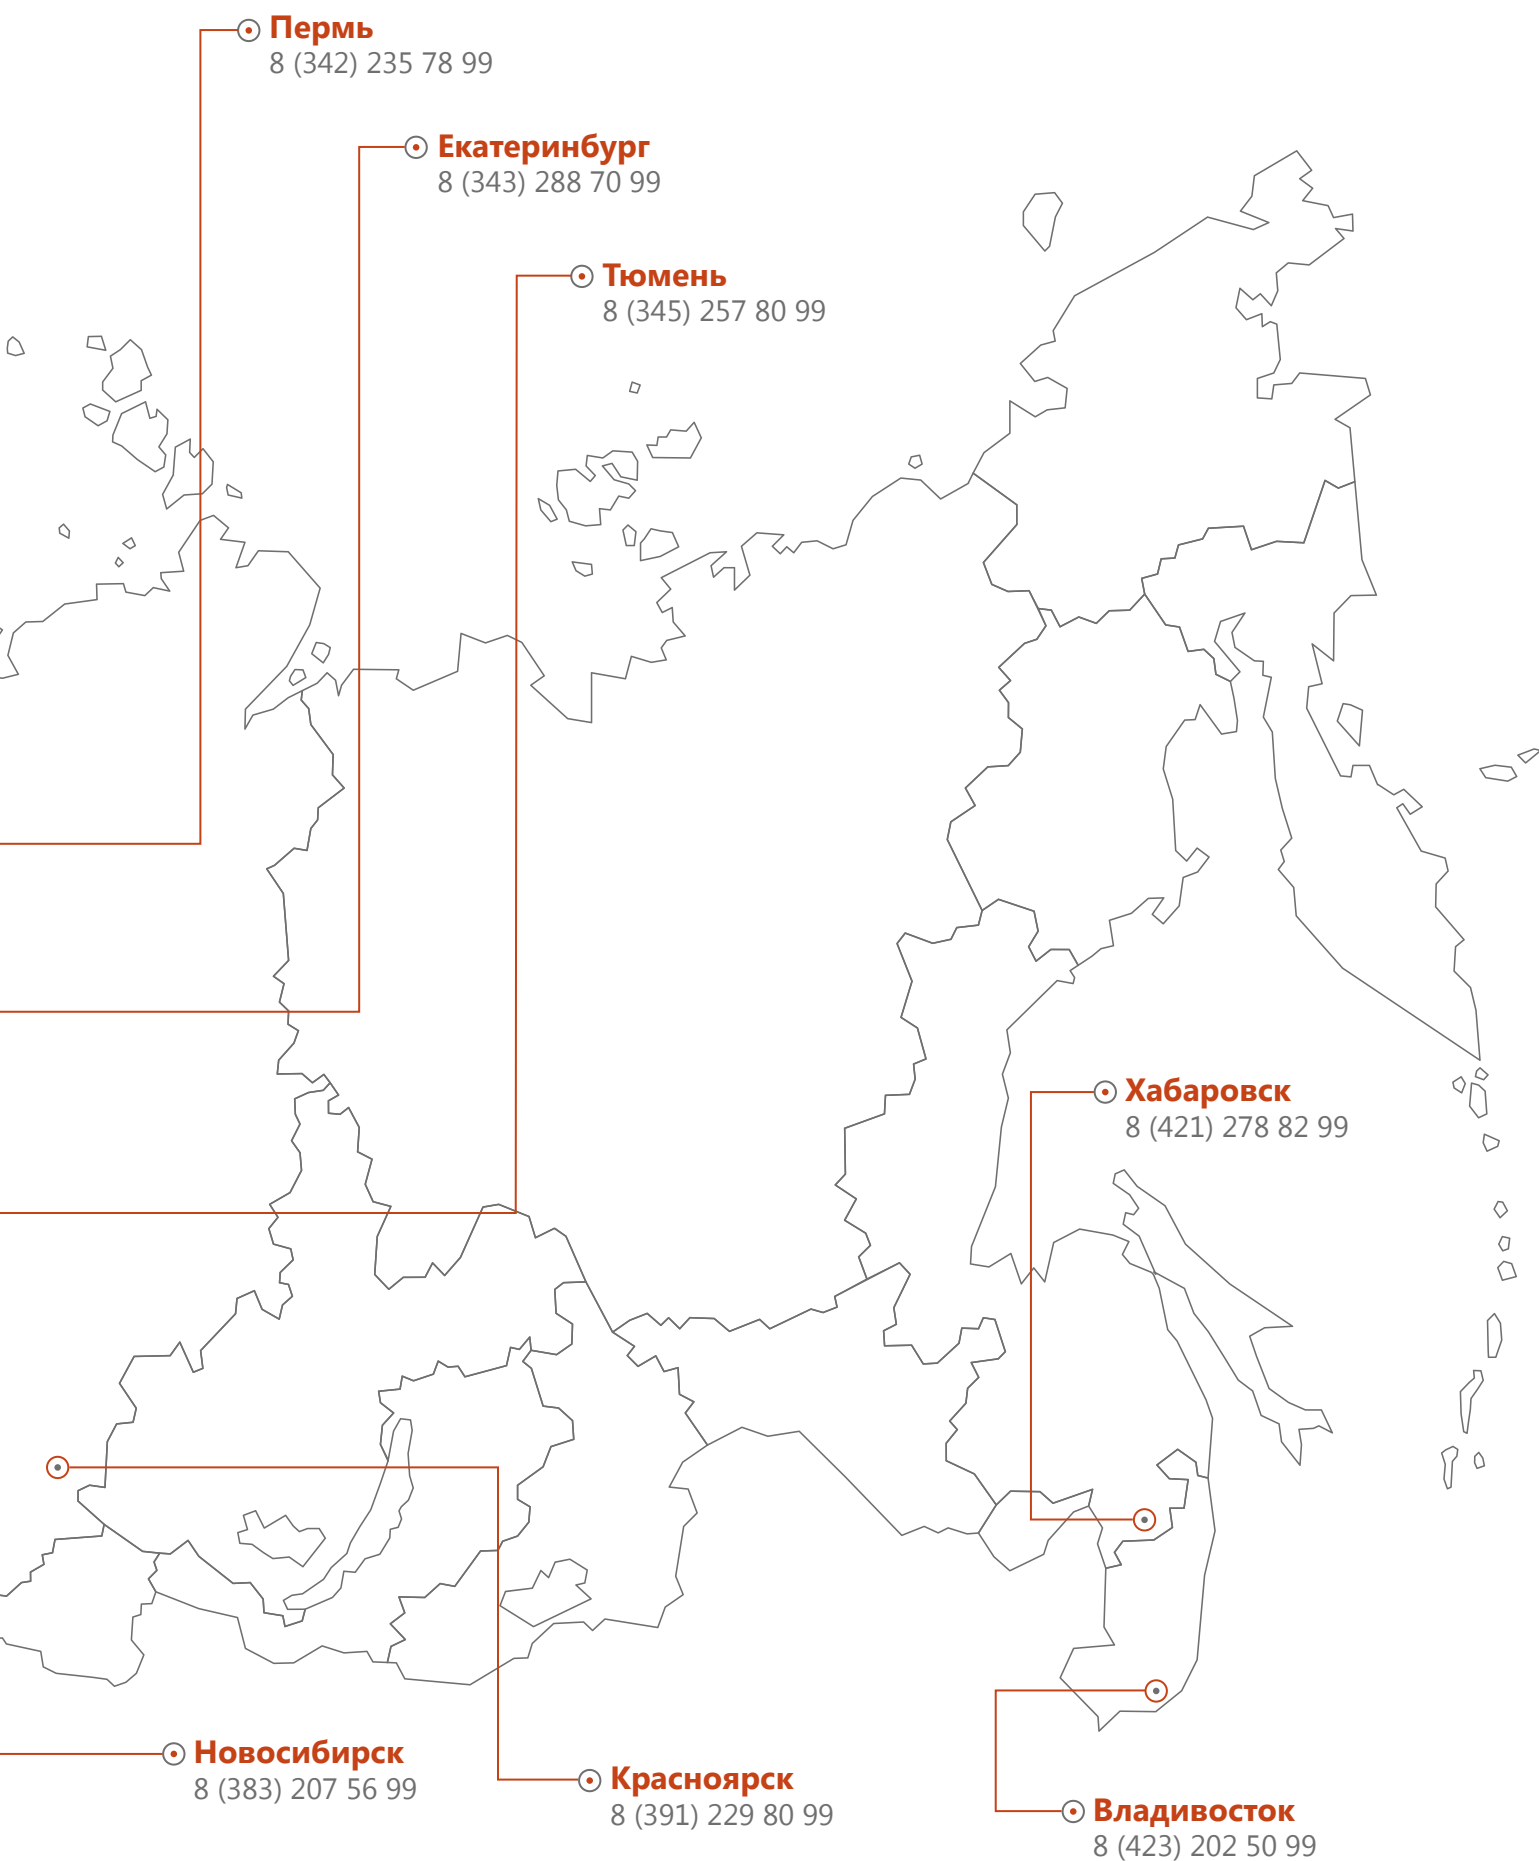 Пермь
8 (342) 235 78 99
Екатеринбург
8 (343) 288 70 99
Тюмень
8 (345) 257 80 99
Хабаровск
8 (421) 278 82 99
Новосибирск
8 (383) 207 56 99
Красноярск
8 (391) 229 80 99
Владивосток
8 (423) 202 50 99